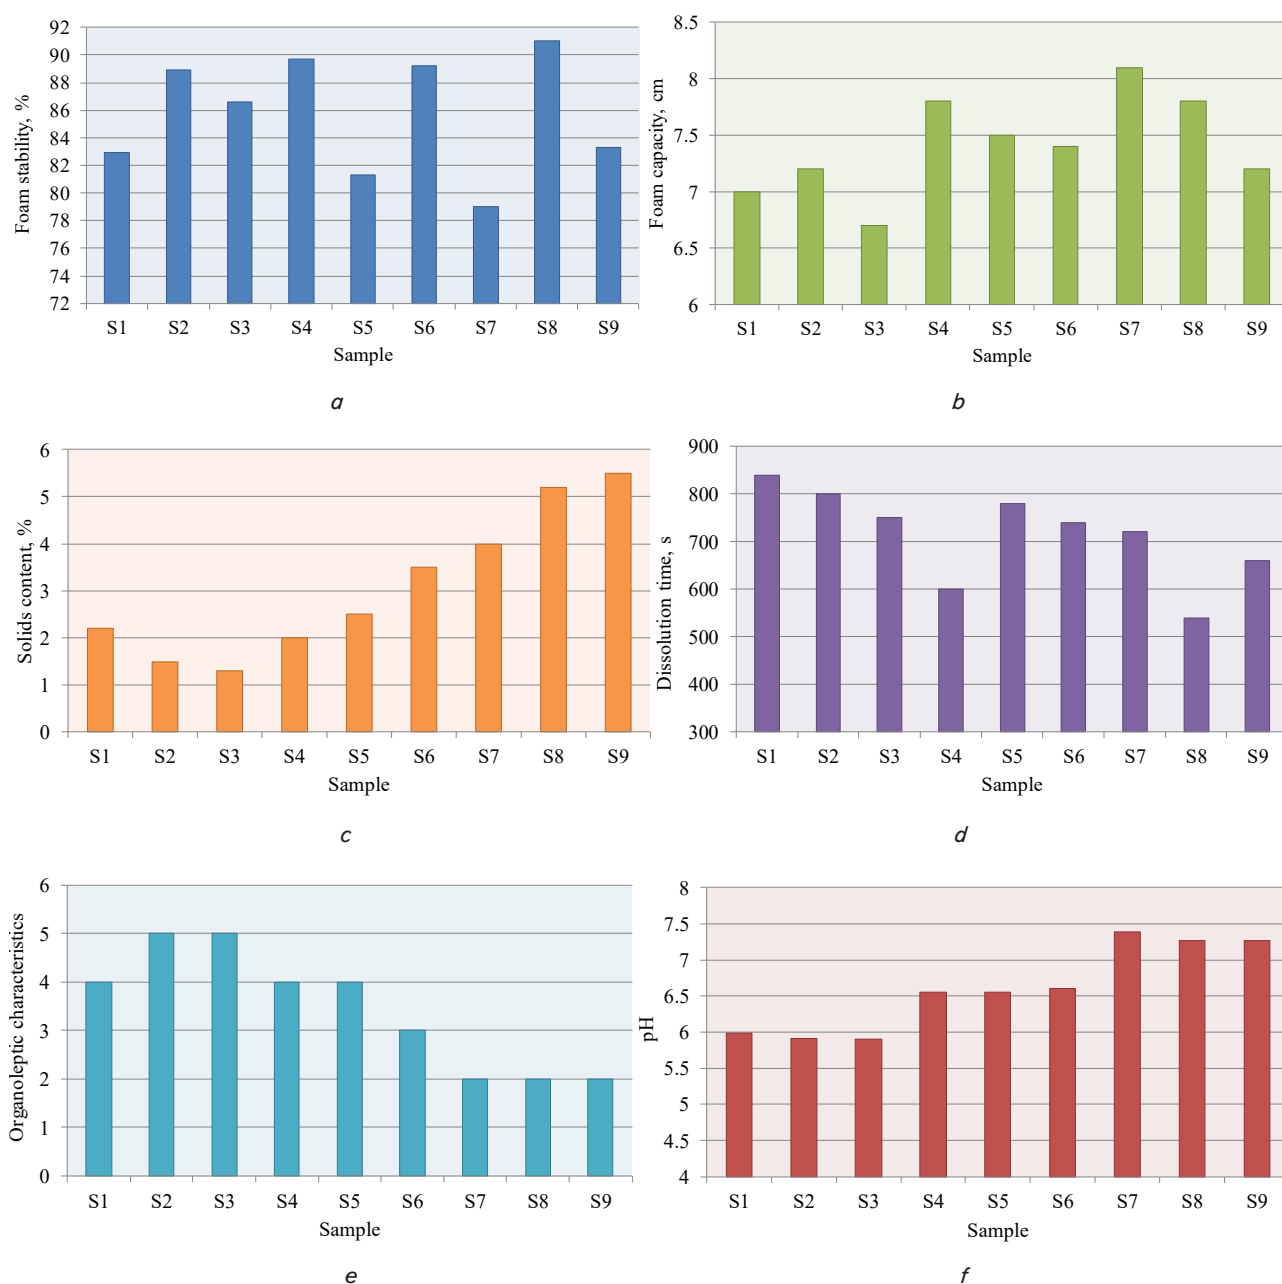 Foam stability, %
92
90
88
86
84
82
80
78
76
74
72
S1 S2 S3 S4 S5 S6 S7 S8 S9
Sample
a
Foam capacity, cm
8.5
8
7.5
7
6.5
6
S1 S2 S3 S4 S5 S6 S7 S8 S9
Sample
b
Solids content, %
6
5
4
3
2
1
0
S1 S2 S3 S4 S5 S6 S7 S8 S9
Sample
c
Dissolution time, s
900
800
700
600
500
400
300
S1 S2 S3 S4 S5 S6 S7 S8 S9
Sample
d
Organoleptic characteristics
6
5
4
3
2
1
0
S1 S2 S3 S4 S5 S6 S7 S8 S9
Sample
e
pH
8
7.5
7
6.5
6
5.5
5
4.5
4
S1 S2 S3 S4 S5 S6 S7 S8 S9
Sample
f